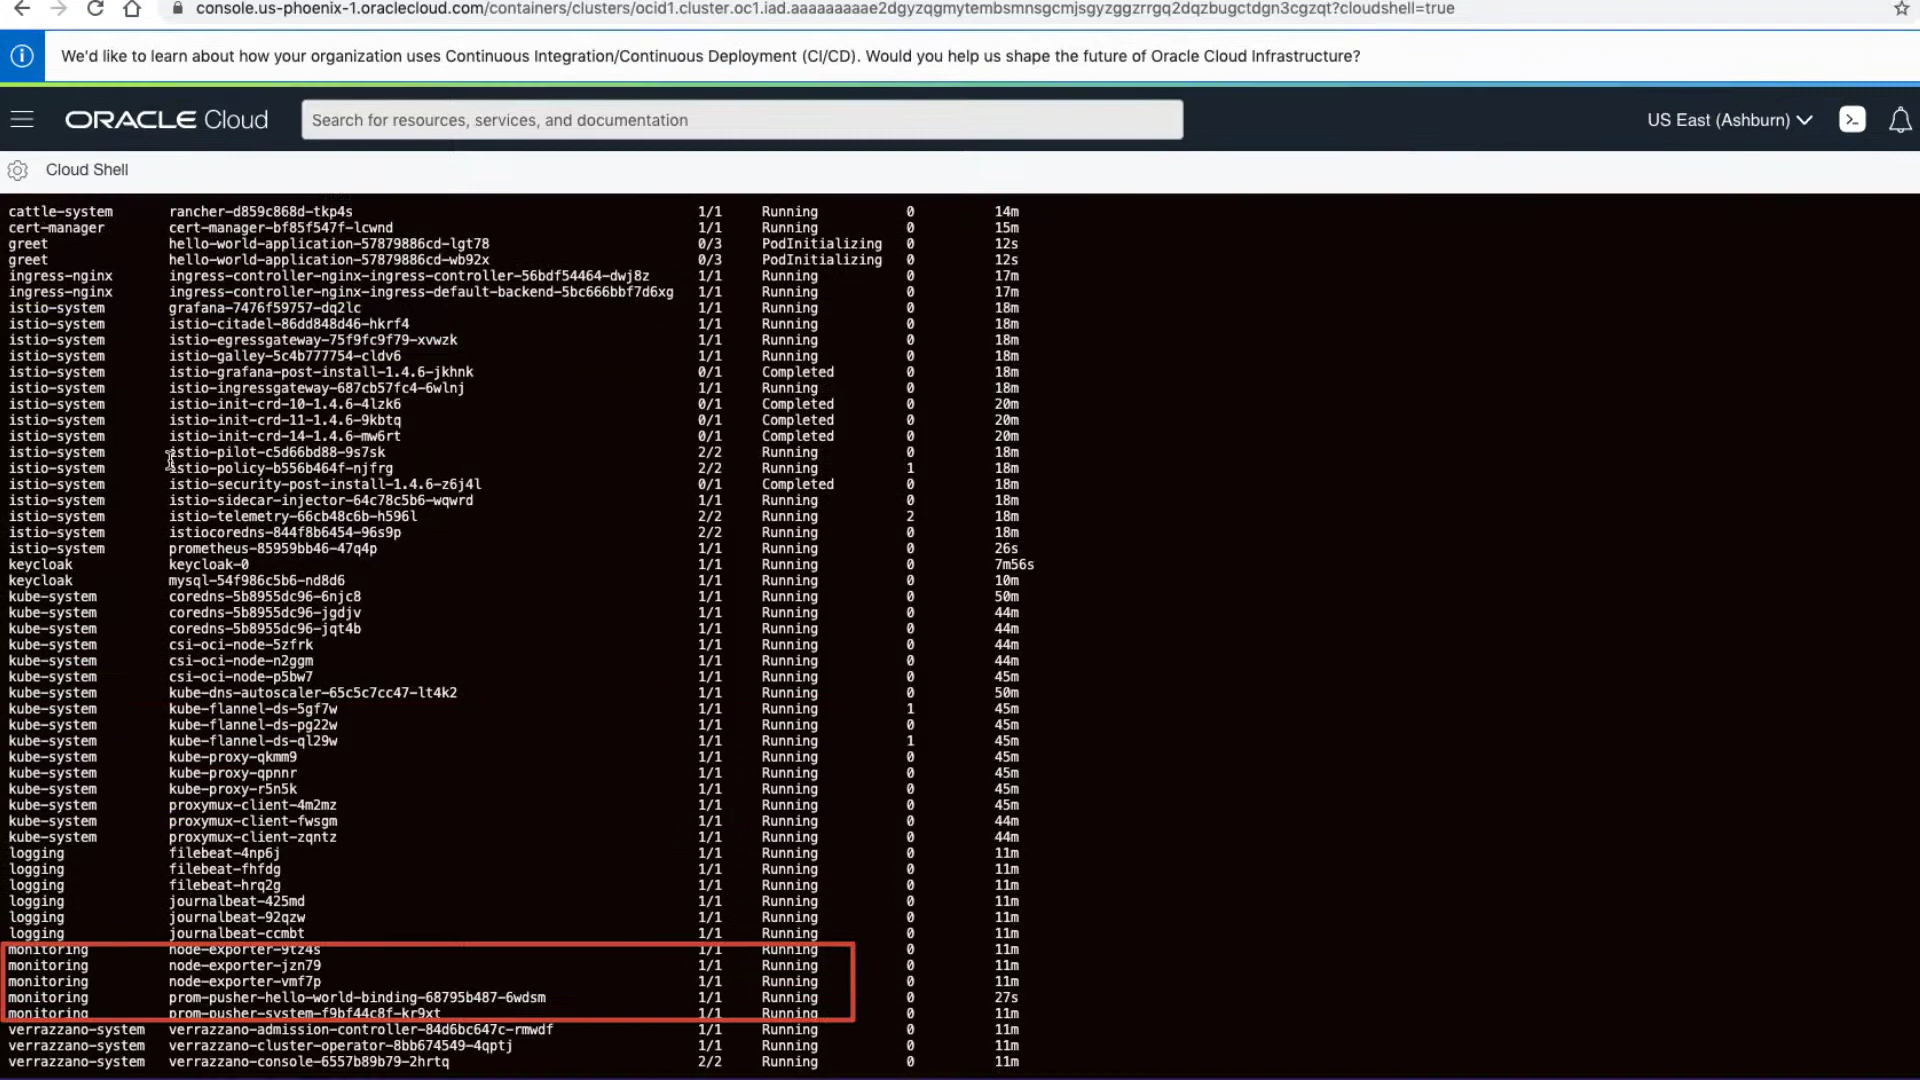 console.us-phoenix-1.oraclecloud.com/containers/clusters/ocid1.cluster.oc1.iad.aaaaaaaaae2dgyzqgmytembsmnsgcmjsgyzggzrrgq2dqzbugctdgn3cgzqt?cloudshell=true
We'd like to learn about how your organization uses Continuous Integration/Continuous Deployment (CI/CD). Would you help us shape the future of Oracle Cloud Infrastructure?
ORACLE Cloud Search for resources, services, and documentation US East (Ashburn)
Cloud Shell
cattle-system rancher-d859c868d-tkp4s 1/1 Running 0 14m
cert-manager cert-manager-bf85f547f-lcwnd 1/1 Running 0 15m
greet hello-world-application-57879886cd-lgt78 0/3 PodInitializing 0 12s
greet hello-world-application-57879886cd-wb92x 0/3 PodInitializing 0 12s
ingress-nginx ingress-controller-nginx-ingress-controller-56bdf54464-dwj8z 1/1 Running 0 17m
ingress-nginx ingress-controller-nginx-ingress-default-backend-5bc666bbf7d6xg 1/1 Running 0 17m
istio-system grafana-7476f59757-dq2lc 1/1 Running 0 18m
istio-system istio-citadel-86dd848d46-hkrf4 1/1 Running 0 18m
istio-system istio-egressgateway-75f9fc9f79-xvwzk 1/1 Running 0 18m
istio-system istio-galley-5c4b777754-cldv6 1/1 Running 0 18m
istio-system istio-grafana-post-install-1.4.6-jkhnk 0/1 Completed 0 18m
istio-system istio-ingressgateway-687cb57fc4-6wlnj 1/1 Running 0 18m
istio-system istio-init-crd-10-1.4.6-4lzk6 0/1 Completed 0 20m
istio-system istio-init-crd-11-1.4.6-9kbtq 0/1 Completed 0 20m
istio-system istio-init-crd-14-1.4.6-mw6rt 0/1 Completed 0 20m
istio-system istio-pilot-c5d66bd88-9s7sk 2/2 Running 0 18m
istio-system istio-policy-b556b464f-njfrg 2/2 Running 1 18m
istio-system istio-security-post-install-1.4.6-z6j4l 0/1 Completed 0 18m
istio-system istio-sidecar-injector-64c78c5b6-wqwrd 1/1 Running 0 18m
istio-system istio-telemetry-66cb48c6b-h596l 2/2 Running 2 18m
istio-system istiocoredns-844f8b6454-96s9p 2/2 Running 0 18m
istio-system prometheus-85959bb46-47q4p 1/1 Running 0 26s
keycloak keycloak-0 1/1 Running 0 7m56s
keycloak mysql-54f986c5b6-nd8d6 1/1 Running 0 10m
kube-system coredns-5b8955dc96-6njc8 1/1 Running 0 50m
kube-system coredns-5b8955dc96-jgdjv 1/1 Running 0 44m
kube-system coredns-5b8955dc96-jqt4b 1/1 Running 0 44m
kube-system csi-oci-node-5zfrk 1/1 Running 0 44m
kube-system csi-oci-node-n2ggm 1/1 Running 0 44m
kube-system csi-oci-node-p5bw7 1/1 Running 0 45m
kube-system kube-dns-autoscaler-65c5c7cc47-lt4k2 1/1 Running 0 50m
kube-system kube-flannel-ds-5gf7w 1/1 Running 1 45m
kube-system kube-flannel-ds-pg22w 1/1 Running 0 45m
kube-system kube-flannel-ds-ql29w 1/1 Running 1 45m
kube-system kube-proxy-qkmm9 1/1 Running 0 45m
kube-system kube-proxy-qpnnr 1/1 Running 0 45m
kube-system kube-proxy-r5n5k 1/1 Running 0 45m
kube-system proxymux-client-4m2mz 1/1 Running 0 45m
kube-system proxymux-client-fwsgm 1/1 Running 0 44m
kube-system proxymux-client-zqntz 1/1 Running 0 44m
logging filebeat-4np6j 1/1 Running 0 11m
logging filebeat-fhfdg 1/1 Running 0 11m
logging filebeat-hrq2g 1/1 Running 0 11m
logging journalbeat-425md 1/1 Running 0 11m
logging journalbeat-92qzw 1/1 Running 0 11m
logging journalbeat-ccmbt 1/1 Running 0 11m
monitoring node-exporter-9tz4s 1/1 Running 0 11m
monitoring node-exporter-jzn79 1/1 Running 0 11m
monitoring node-exporter-vmf7p 1/1 Running 0 11m
monitoring prom-pusher-hello-world-binding-68795b487-6wdsm 1/1 Running 0 27s
monitoring prom-pusher-system-f9bf44c8f-kr9xt 1/1 Running 0 11m
verrazzano-system verrazzano-admission-controller-84d6bc647c-rmwdf 1/1 Running 0 11m
verrazzano-system verrazzano-cluster-operator-8bb674549-4qptj 1/1 Running 0 11m
verrazzano-system verrazzano-console-6557b89b79-2hrtq 2/2 Running 0 11m